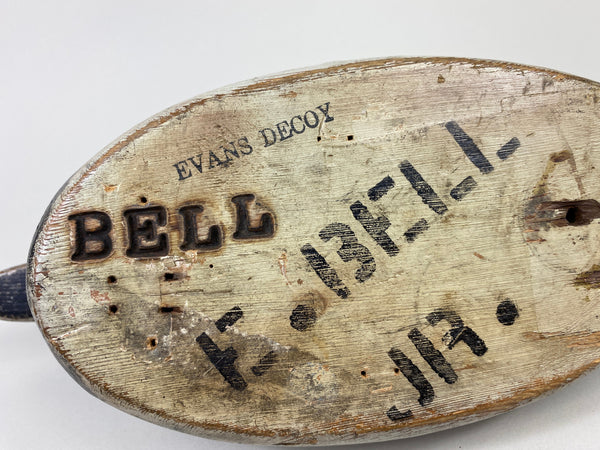 EVANS DECOY
BELL
E. BELL
JR.